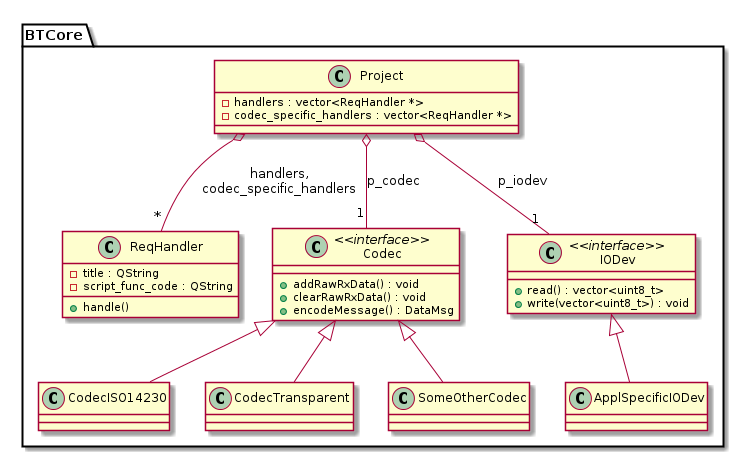 BTCore
C Project
handlers : vector<ReqHandler *>
codec_specific_handlers : vector<ReqHandler *>
handlers,
codec_specific_handlers
p_codec
p_iodev
*
1
1
C ReqHandler
title : QString
script_func_code : QString
handle()
C <<interface>>
Codec
addRawRxData() : void
clearRawRxData() : void
encodeMessage() : DataMsg
C <<interface>>
IODev
read() : vector<uint8_t>
write(vector<uint8_t>) : void
C CodecISO14230
C CodecTransparent
C SomeOtherCodec
C ApplSpecificIODev